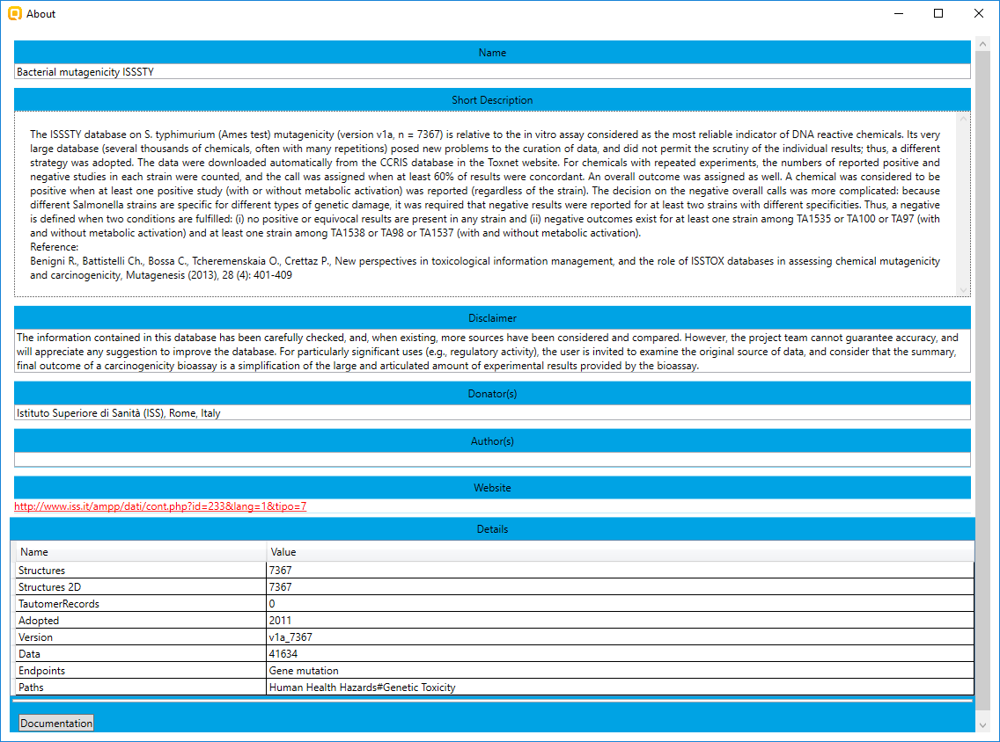 About
Name
Bacterial mutagenicity ISSSTY
Short Description
The ISSSTY database on S. typhimurium (Ames test) mutagenicity (version v1a, n = 7367) is relative to the in vitro assay considered as the most reliable indicator of DNA reactive chemicals. Its very
large database (several thousands of chemicals, often with many repetitions) posed new problems to the curation of data, and did not permit the scrutiny of the individual results; thus, a different
strategy was adopted. The data were downloaded automatically from the CCRIS database in the Toxnet website. For chemicals with repeated experiments, the numbers of reported positive and
negative studies in each strain were counted, and the call was assigned when at least 60% of results were concordant. An overall outcome was assigned as well. A chemical was considered to be
positive when at least one positive study (with or without metabolic activation) was reported (regardless of the strain). The decision on the negative overall calls was more complicated: because
different Salmonella strains are specific for different types of genetic damage, it was required that negative results were reported for at least two strains with different specificities. Thus, a negative
is defined when two conditions are fulfilled: (i) no positive or equivocal results are present in any strain and (ii) negative outcomes exist for at least one strain among TA1535 or TA100 or TA97 (with
and without metabolic activation) and at least one strain among TA1538 or TA98 or TA1537 (with and without metabolic activation).
Reference:
Benigni R., Battistelli Ch., Bossa C., Tcheremenskaia O., Crettaz P., New perspectives in toxicological information management, and the role of ISSTOX databases in assessing chemical mutagenicity
and carcinogenicity, Mutagenesis (2013), 28 (4): 401-409
Disclaimer
The information contained in this database has been carefully checked, and, when existing, more sources have been considered and compared. However, the project team cannot guarantee accuracy, and
will appreciate any suggestion to improve the database. For particularly significant uses (e.g., regulatory activity), the user is invited to examine the original source of data, and consider that the summary,
final outcome of a carcinogenicity bioassay is a simplification of the large and articulated amount of experimental results provided by the bioassay.
Donator(s)
Istituto Superiore di Sanità (ISS), Rome, Italy
Author(s)
Website
http://www.iss.it/ampp/dati/cont.php?id=233&lang=1&tipo=7
Details
Name Value
Structures 7367
Structures 2D 7367
TautomerRecords 0
Adopted 2011
Version v1a_7367
Data 41634
Endpoints Gene mutation
Paths Human Health Hazards#Genetic Toxicity
Documentation